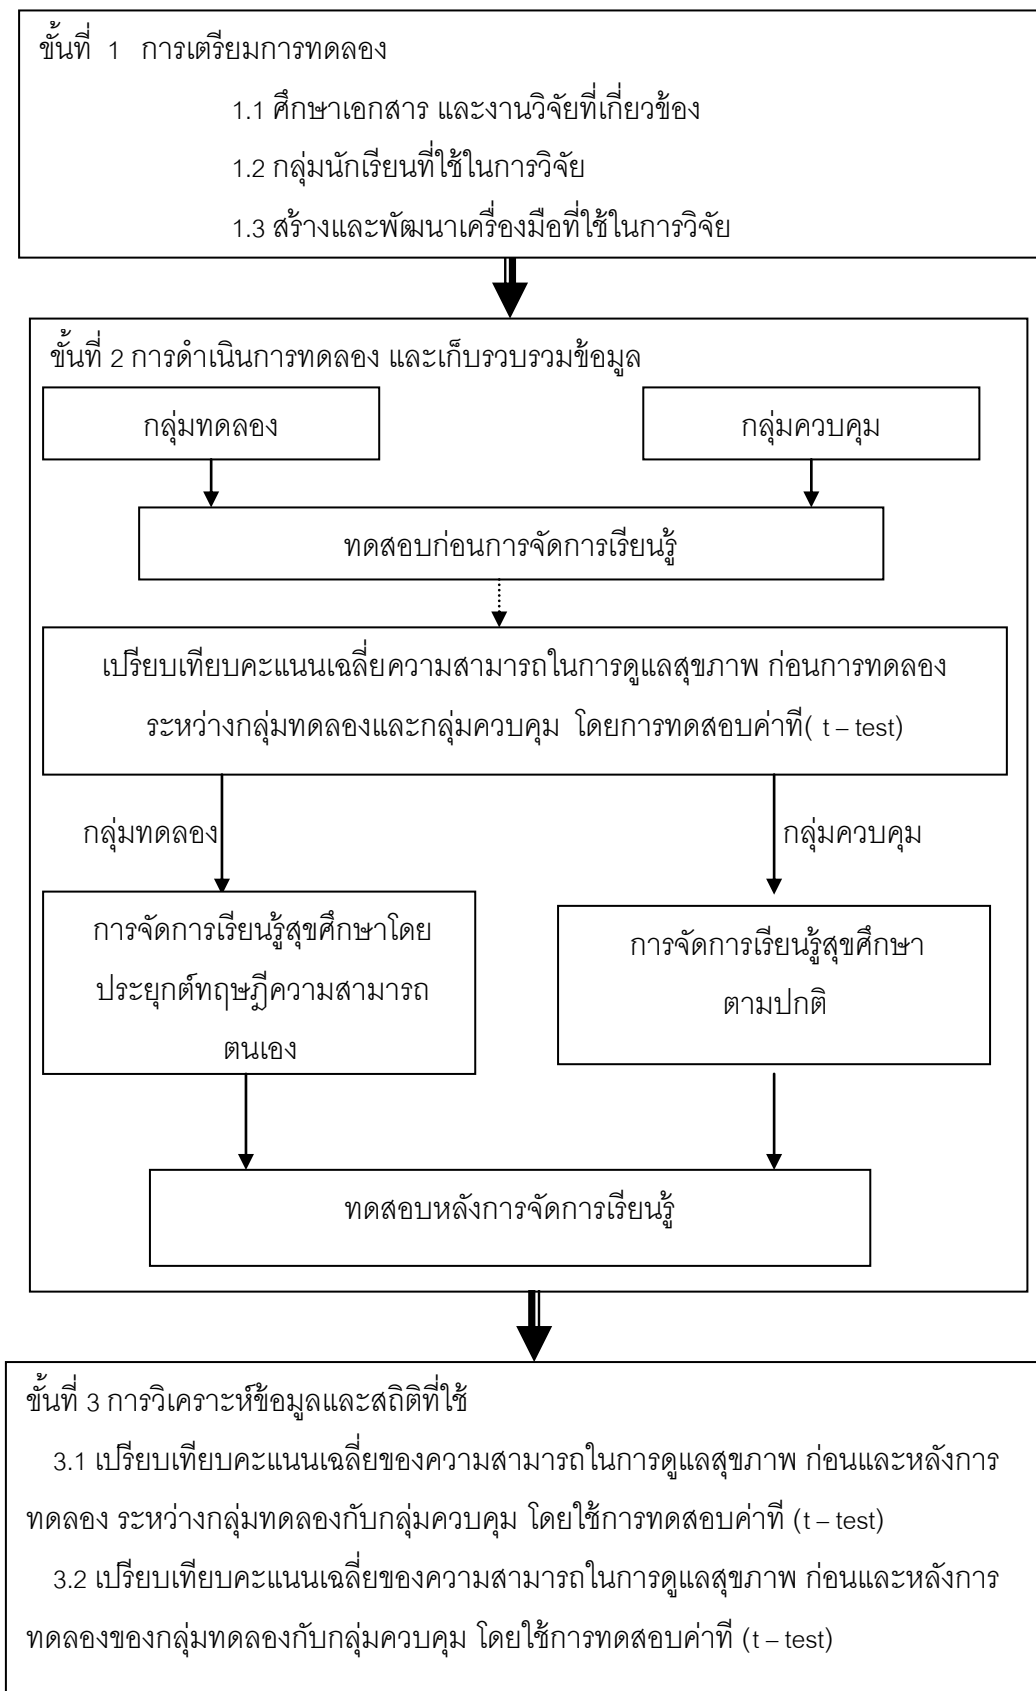 ขั้นที่ 1 การเตรียมการทดลอง
1.1 ศึกษาเอกสาร และงานวิจัยที่เกี่ยวข้อง
1.2 กลุ่มนักเรียนที่ใช้ในการวิจัย
1.3 สร้างและพัฒนาเครื่องมือที่ใช้ในการวิจัย
ขั้นที่ 2 การดำเนินการทดลอง และเก็บรวบรวมข้อมูล
กลุ่มทดลอง
กลุ่มควบคุม
ทดสอบก่อนการจัดการเรียนรู้
เปรียบเทียบคะแนนเฉลี่ยความสามารถในการดูแลสุขภาพ ก่อนการทดลอง
ระหว่างกลุ่มทดลองและกลุ่มควบคุม โดยการทดสอบค่าที( t – test)
กลุ่มทดลอง
กลุ่มควบคุม
การจัดการเรียนรู้สุขศึกษาโดย
ประยุกต์ทฤษฎีความสามารถ
ตนเอง
การจัดการเรียนรู้สุขศึกษา
ตามปกติ
ทดสอบหลังการจัดการเรียนรู้
ขั้นที่ 3 การวิเคราะห์ข้อมูลและสถิติที่ใช้
3.1 เปรียบเทียบคะแนนเฉลี่ยของความสามารถในการดูแลสุขภาพ ก่อนและหลังการ
ทดลอง ระหว่างกลุ่มทดลองกับกลุ่มควบคุม โดยใช้การทดสอบค่าที (t – test)
3.2 เปรียบเทียบคะแนนเฉลี่ยของความสามารถในการดูแลสุขภาพ ก่อนและหลังการ
ทดลองของกลุ่มทดลองกับกลุ่มควบคุม โดยใช้การทดสอบค่าที (t – test)